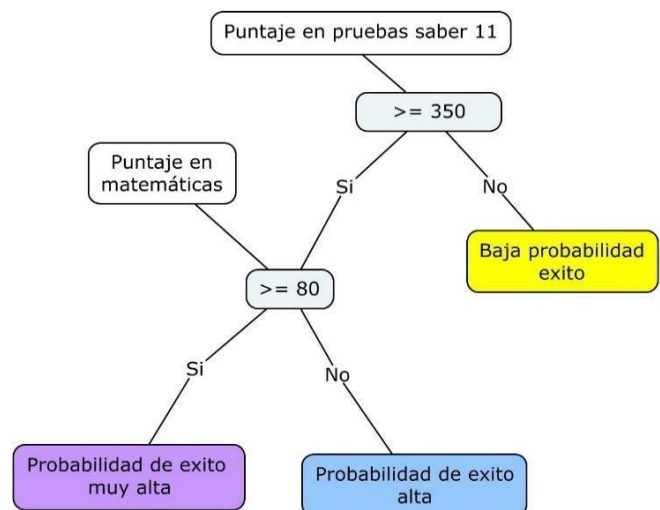 Puntaje en pruebas saber 11
>= 350
Puntaje en
matemáticas
Si
No
Baja probabilidad
exito
>= 80
Si
No
Probabilidad de exito
muy alta
Probabilidad de exito
alta